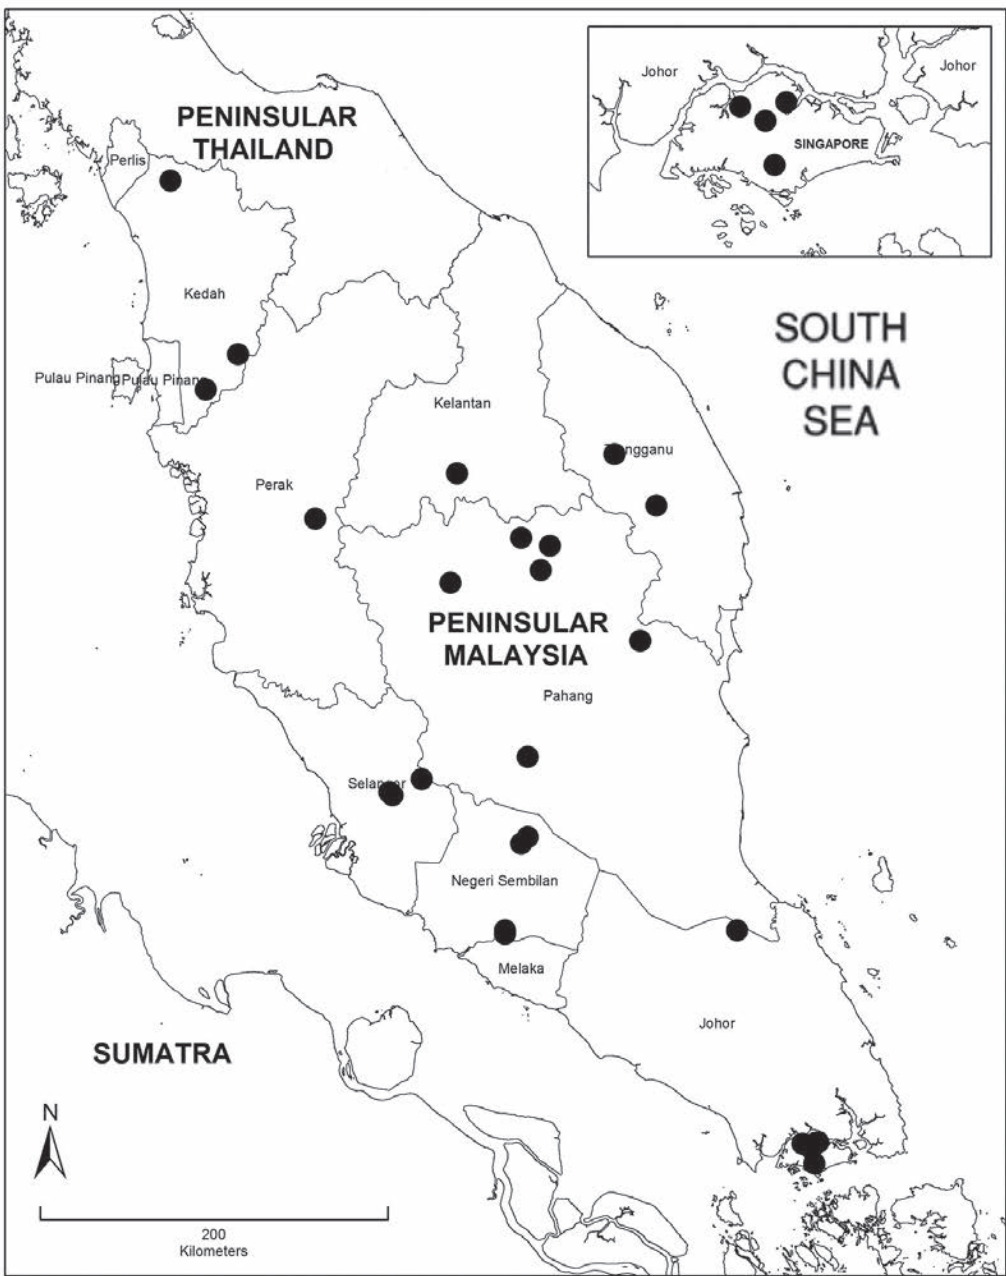 PENINSULAR
THAILAND
Johor
Johor
SINGAPORE
Perlis
Kedah
SOUTH
CHINA
SEA
Pulau Pinang
Pulau Pinang
Kelantan
Perak
PENINSULAR
MALAYSIA
Pahang
Selangor
Negeri Sembilan
Melaka
Johor
SUMATRA
N
200
Kilometers